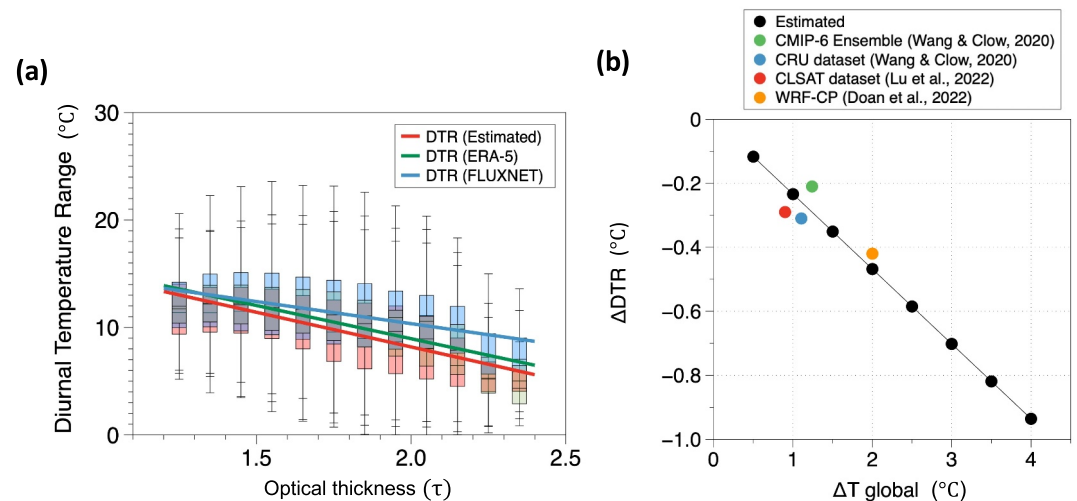 (a)
Diurnal Temperature Range (°C)
30
20
10
0
DTR (Estimated)
DTR (ERA-5)
DTR (FLUXNET)
1.5
2.0
2.5
Optical thickness (τ)
(b)
Estimated
CMIP-6 Ensemble (Wang & Clow, 2020)
CRU dataset (Wang & Clow, 2020)
CLSAT dataset (Lu et al., 2022)
WRF-CP (Doan et al., 2022)
ΔDTR (°C)
0
−0.2
−0.4
−0.6
−0.8
−1.0
0 1 2 3 4
ΔT global (°C)